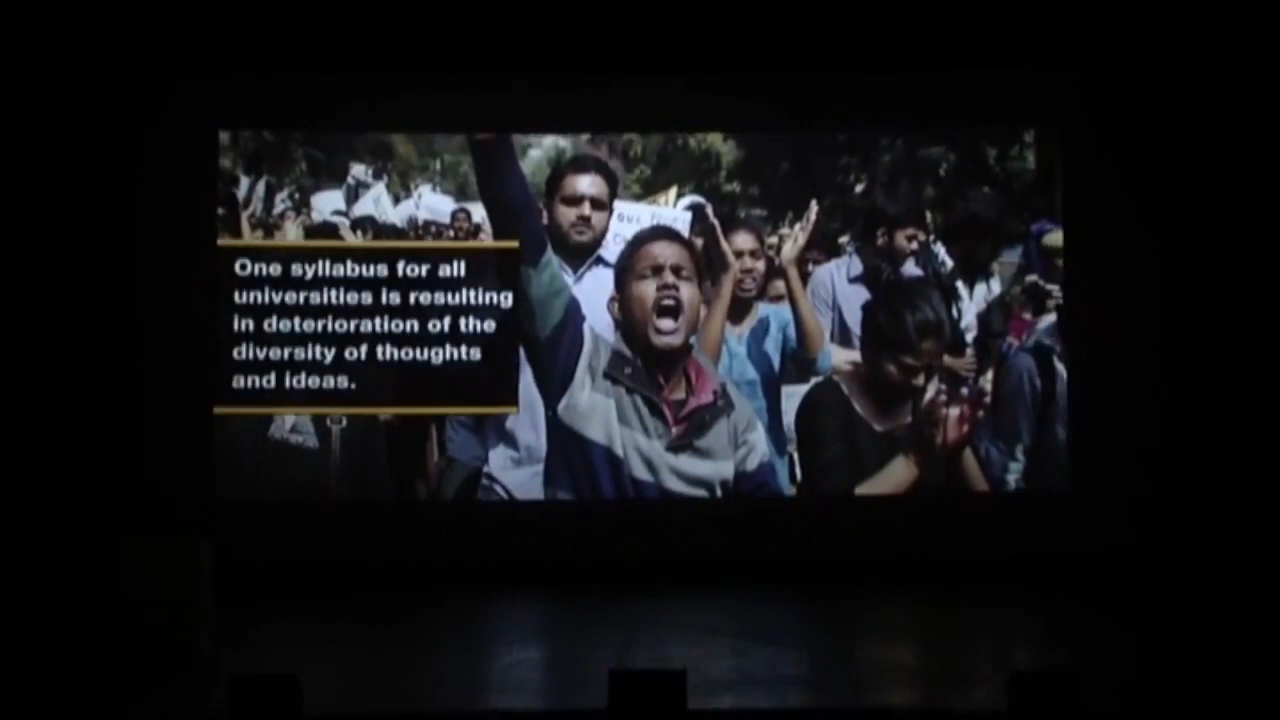 One syllabus for all
universities is resulting
in deterioration of the
diversity of thoughts
and ideas.